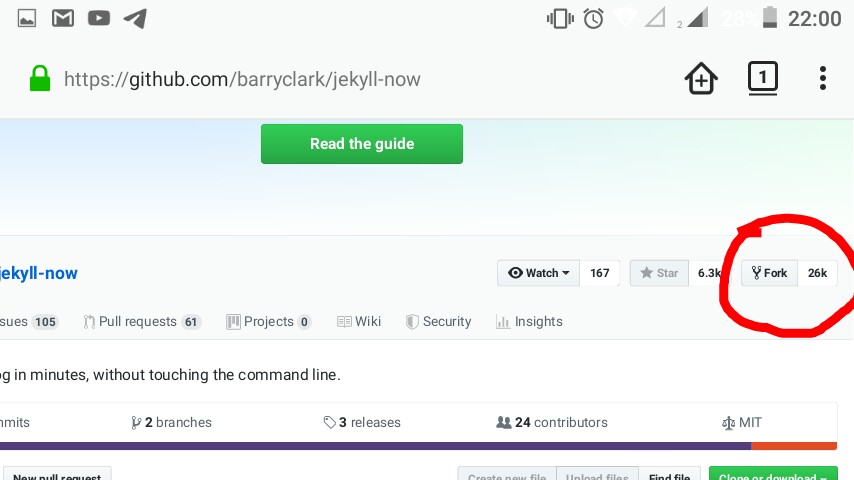 2 28% 22:00
https://github.com/barryclark/jekyll-now 1
Read the guide
jekyll-now Watch 167 Star 6.3k Fork 26k
sues 105 Pull requests 61 Projects 0 Wiki Security Insights
og in minutes, without touching the command line.
mmits 2 branches 3 releases 24 contributors MIT
New pull request Create new file Upload files Find file Clone or download